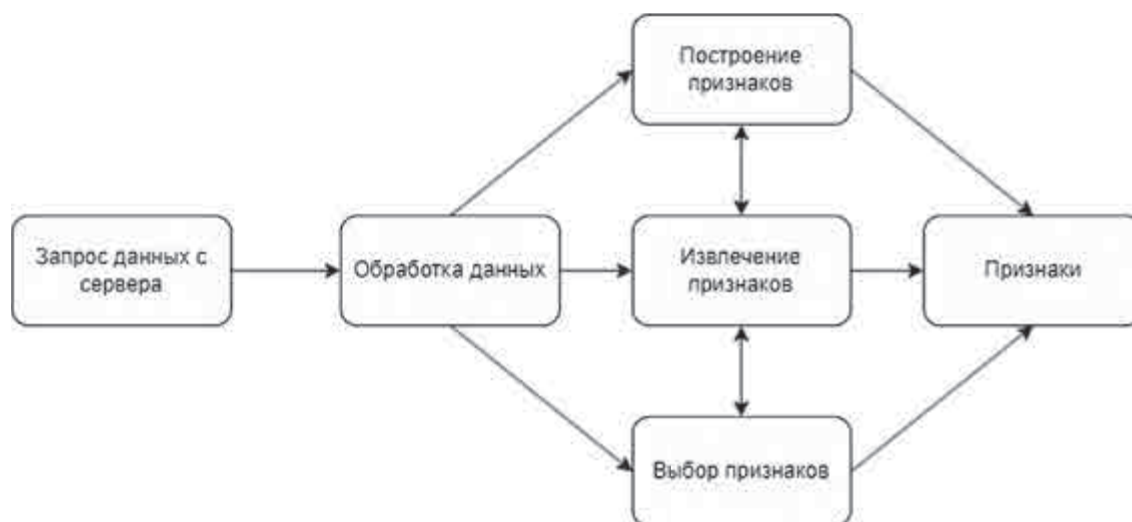 Построение
признаков
Запрос данных с
сервера
Обработка данных
Извлечение
признаков
Признаки
Выбор признаков